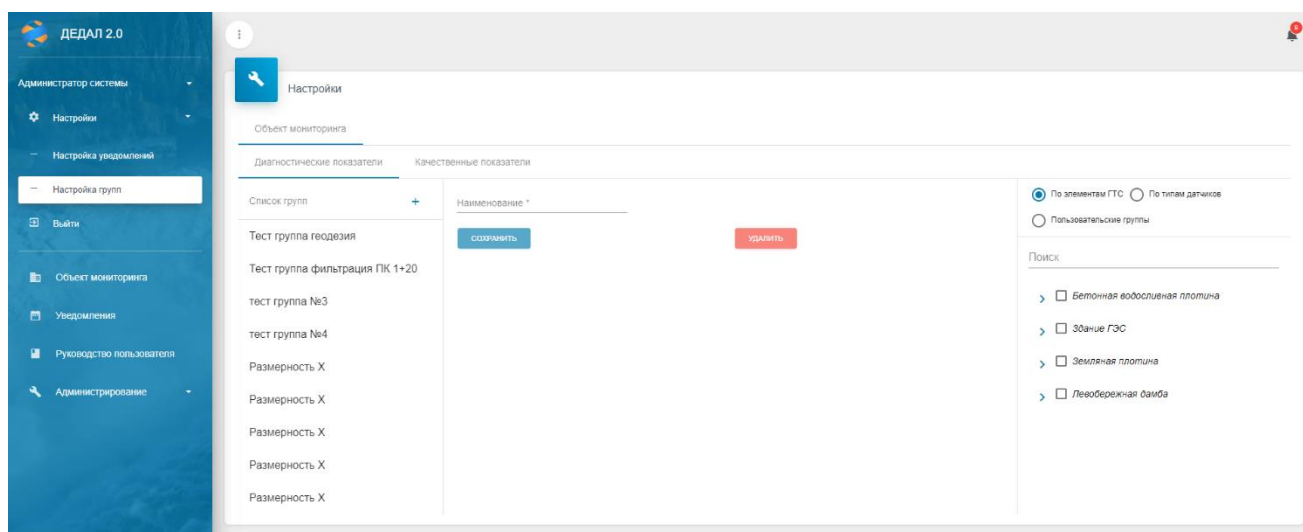 ДЕДАЛ 2.0
Администратор системы
Настройки
Настройка уведомлений
Настройка групп
Выйти
Объект мониторинга
Уведомления
Руководство пользователя
Администрирование
6
Настройки
Объект мониторинга
Диагностические показатели Качественные показатели
Список групп +
Тест группа геодезия
Тест группа фильтрация ПК 1+20
тест группа №3
тест группа №4
Размерность X
Размерность X
Размерность X
Размерность X
Размерность X
Наименование *
СОХРАНИТЬ УДАЛИТЬ
По элементам ГТС По типам датчиков
Пользовательские группы
Поиск
Бетонная водосливная плотина
Здание ГЭС
Земляная плотина
Левобережная дамба